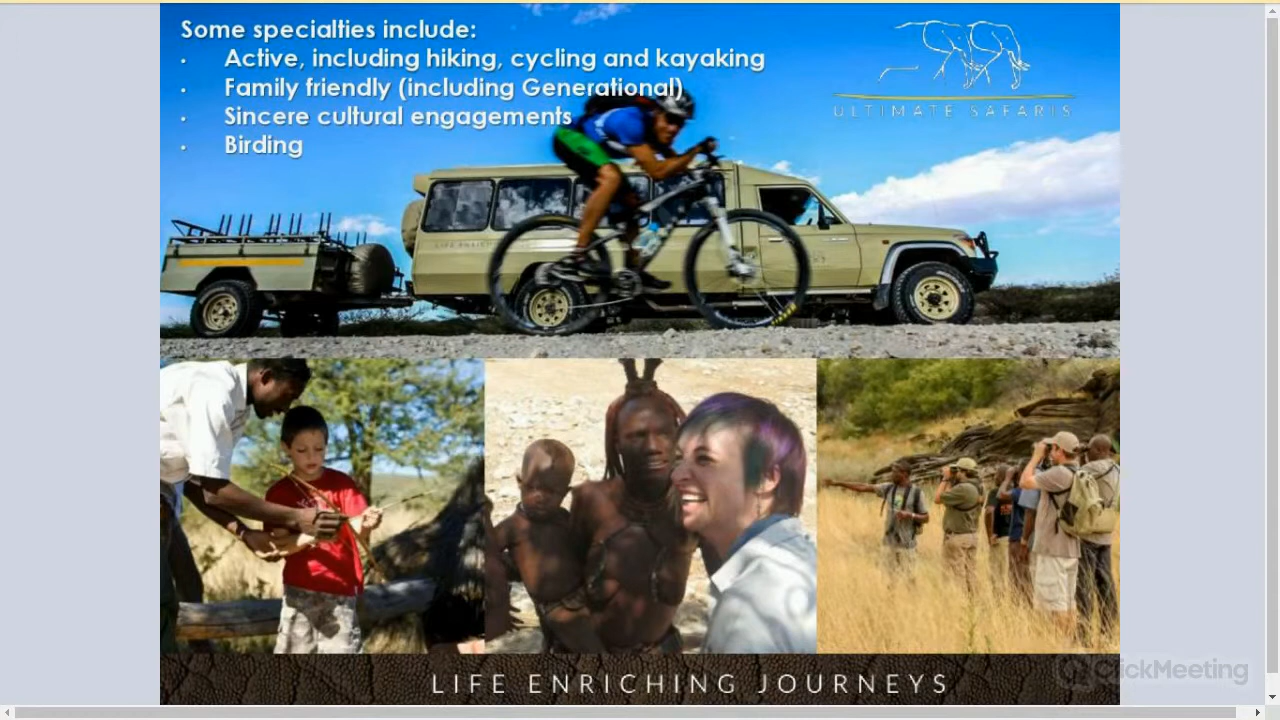 Some specialties include:
· Active, including hiking, cycling and kayaking
· Family friendly (including Generational)
· Sincere cultural engagements
· Birding
ULTIMATE SAFARIS
LIFE ENRICHING JOURNEYS
ClickMeeting